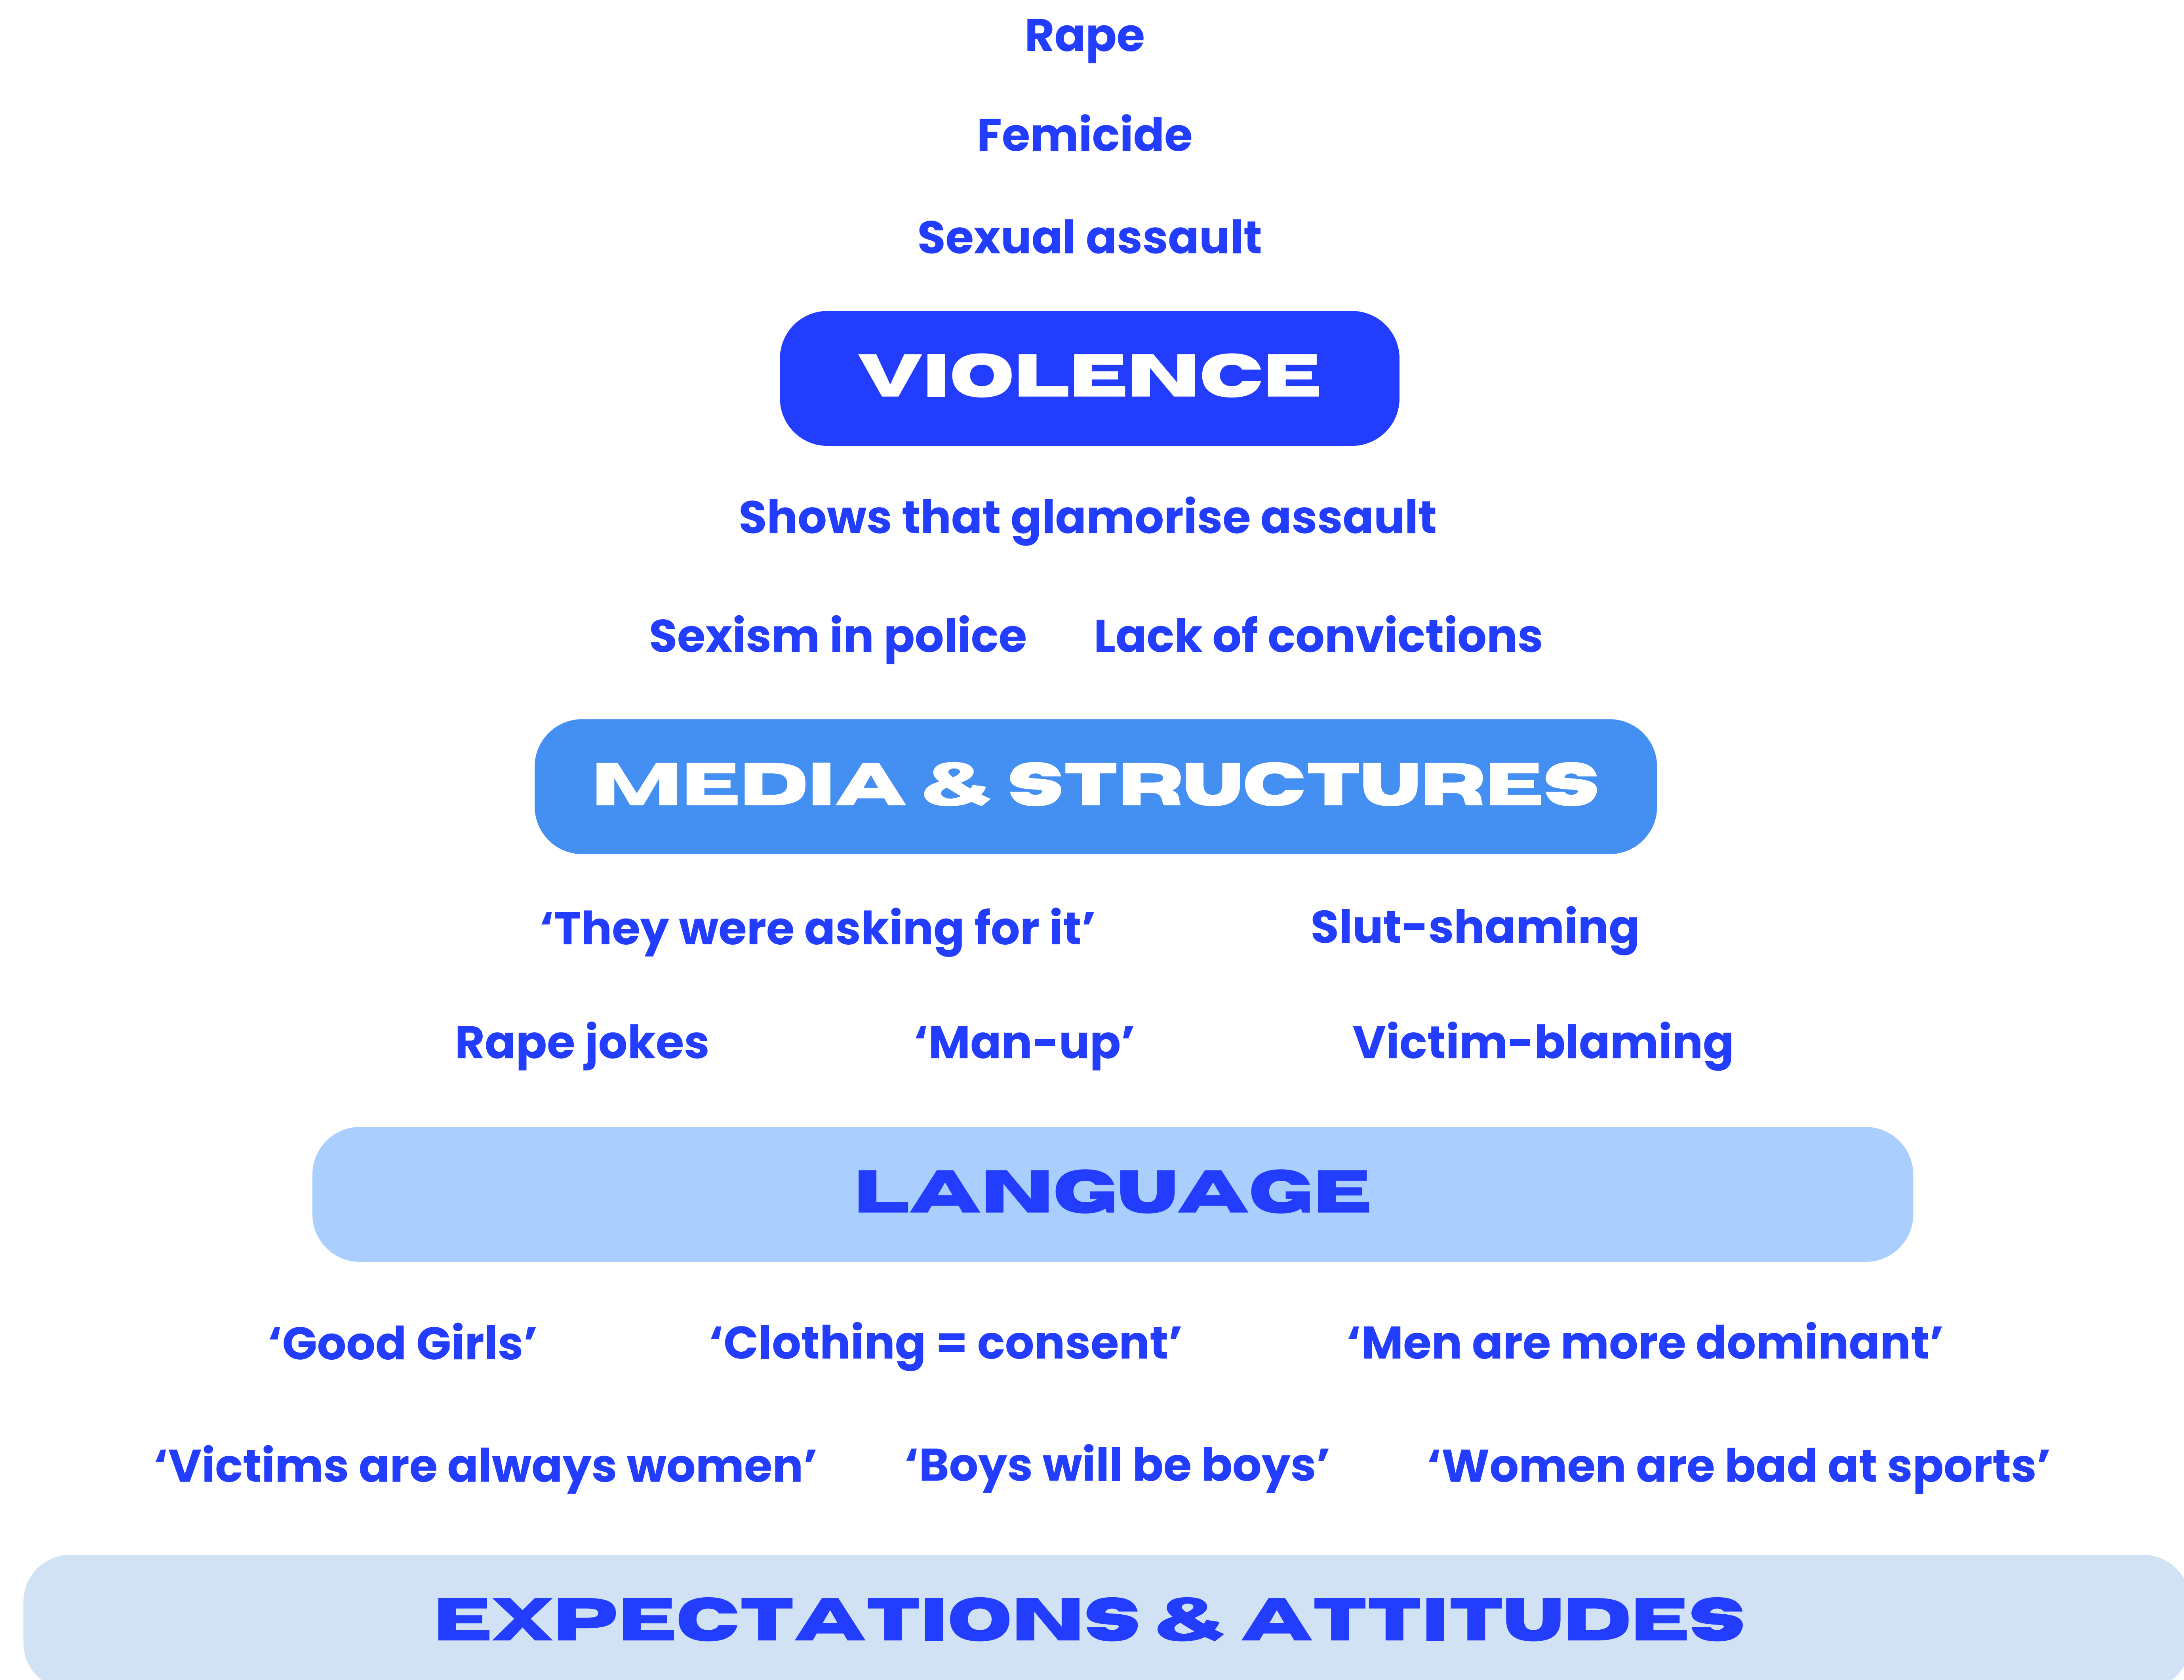 Rape
Femicide
Sexual assault
VIOLENCE
Shows that glamorise assault
Sexism in police Lack of convictions
MEDIA & STRUCTURES
‘They were asking for it’ Slut-shaming
Rape jokes ‘Man-up’ Victim-blaming
LANGUAGE
‘Good Girls’ ‘Clothing = consent’ ‘Men are more dominant’
‘Victims are always women’ ‘Boys will be boys’ ‘Women are bad at sports’
EXPECTATIONS & ATTITUDES